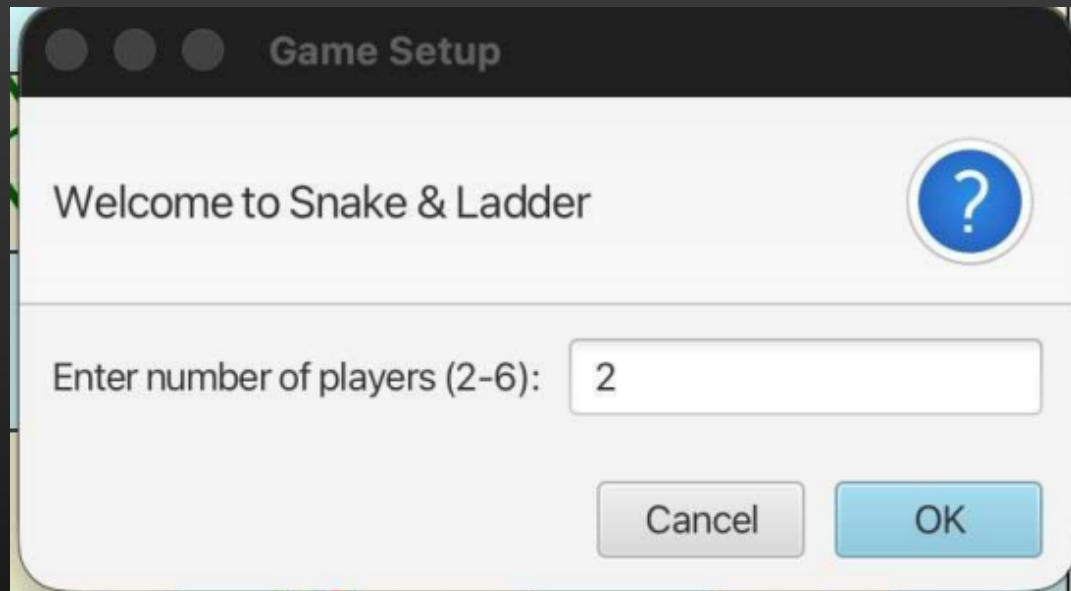 Game Setup
Welcome to Snake & Ladder
?
Enter number of players (2-6): 2
Cancel OK